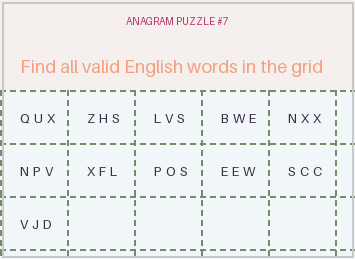 ANAGRAM PUZZLE #7
Find all valid English words in the grid
QUX ZHS LVS BWE NXX
NPV XFL POS EEW SCC
VJD